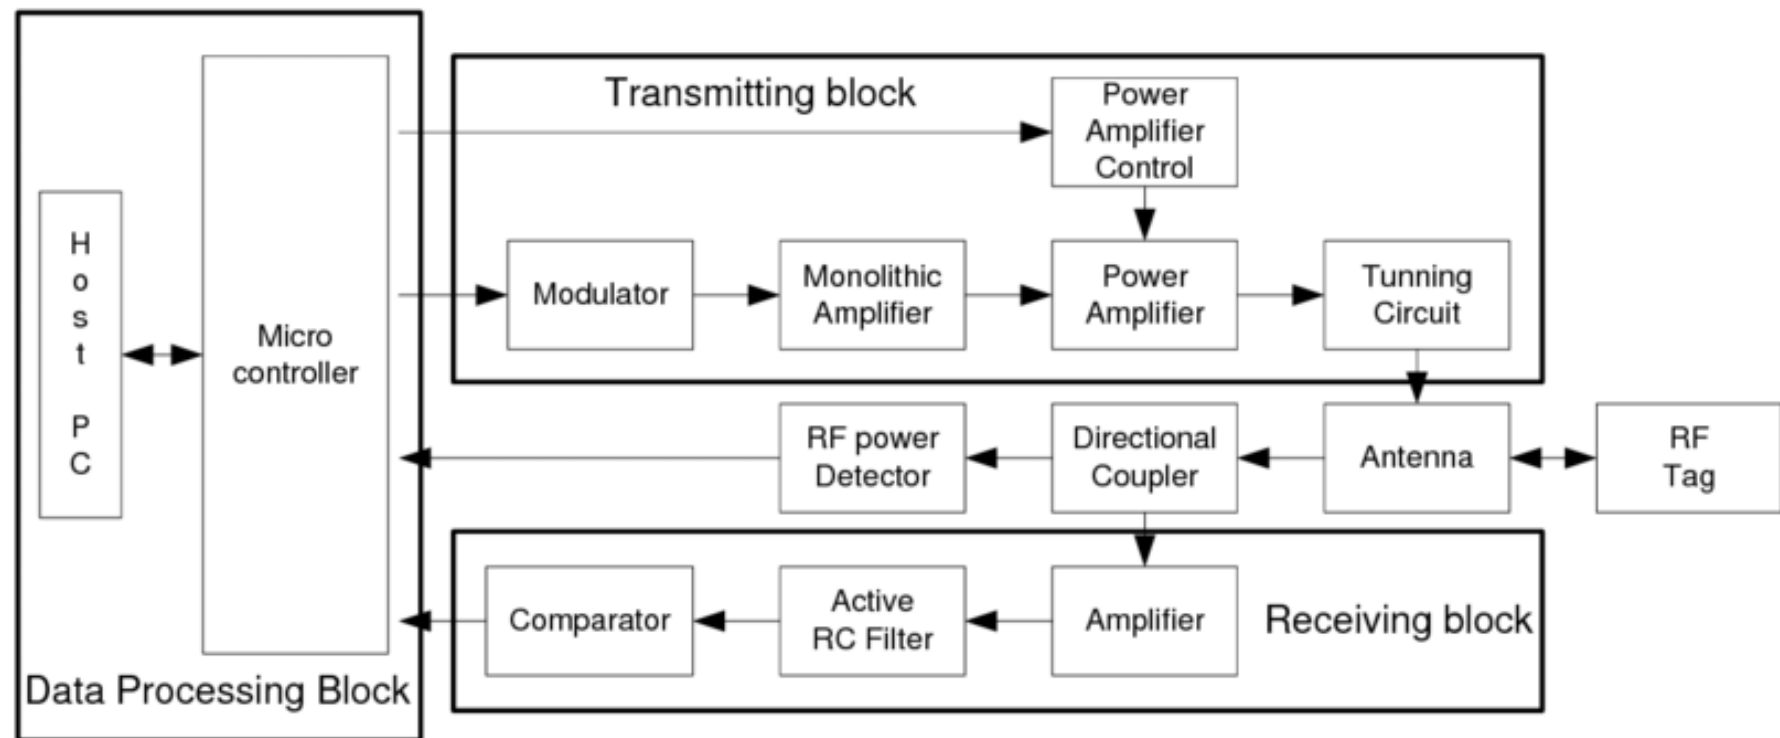 Transmitting block
Power
Amplifier
Control
H
o
s
t
P
C
Micro
controller
Modulator
Monolithic
Amplifier
Power
Amplifier
Tunning
Circuit
RF power
Detector
Directional
Coupler
Antenna
RF
Tag
Comparator
Active
RC Filter
Amplifier
Receiving block
Data Processing Block